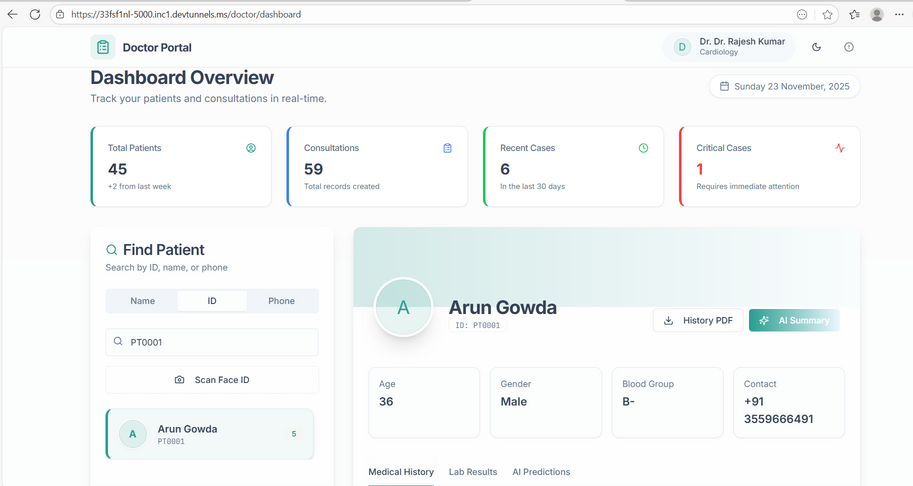 https://33fsf1nl-5000.inc1.devtunnels.ms/doctor/dashboard
Doctor Portal
D
Dr. Dr. Rajesh Kumar
Cardiology
Dashboard Overview
Track your patients and consultations in real-time.
Sunday 23 November, 2025
Total Patients
45
+2 from last week
Consultations
59
Total records created
Recent Cases
6
In the last 30 days
Critical Cases
1
Requires immediate attention
Find Patient
Search by ID, name, or phone
Name ID Phone
PT0001
Scan Face ID
A
Arun Gowda
PT0001
5
A
Arun Gowda
ID: PT0001
History PDF
AI Summary
Age
36
Gender
Male
Blood Group
B-
Contact
+91
3559666491
Medical History Lab Results AI Predictions